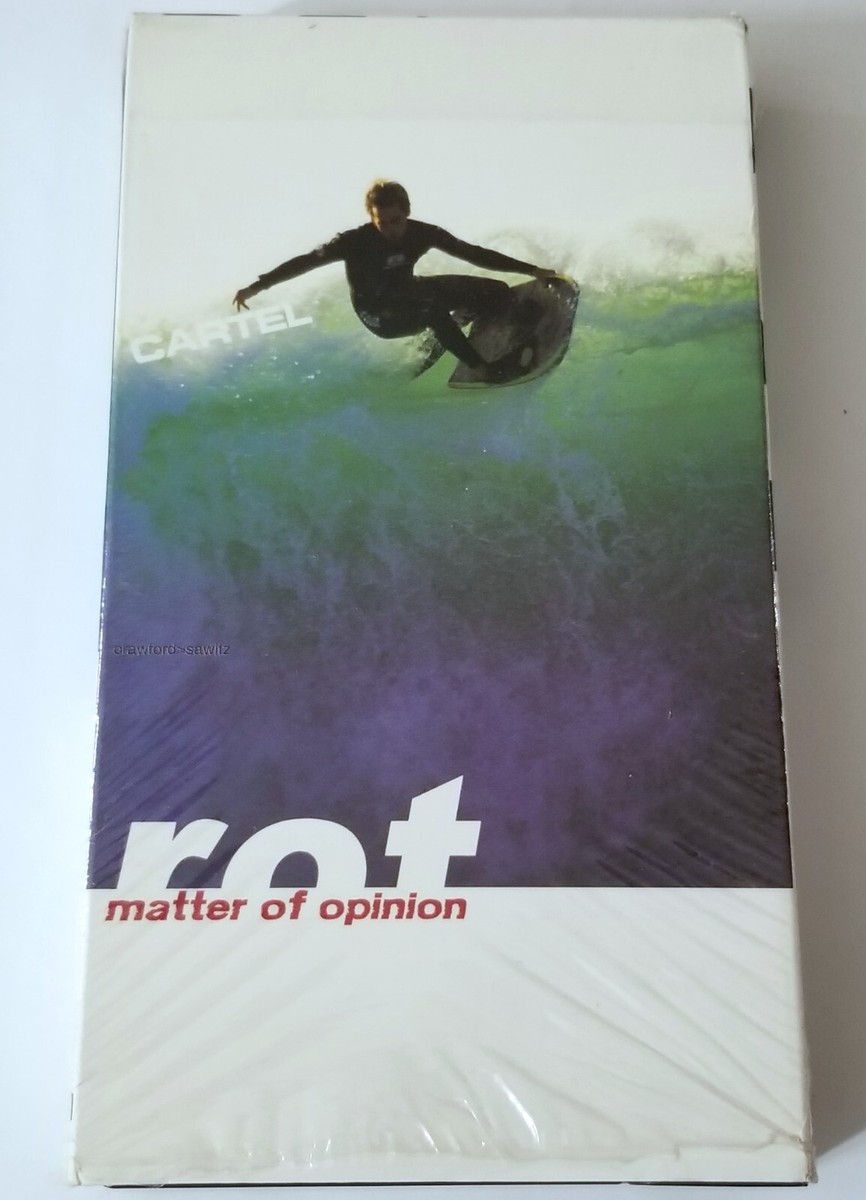 CARTEL
crawford>sawitz
rot
matter of opinion